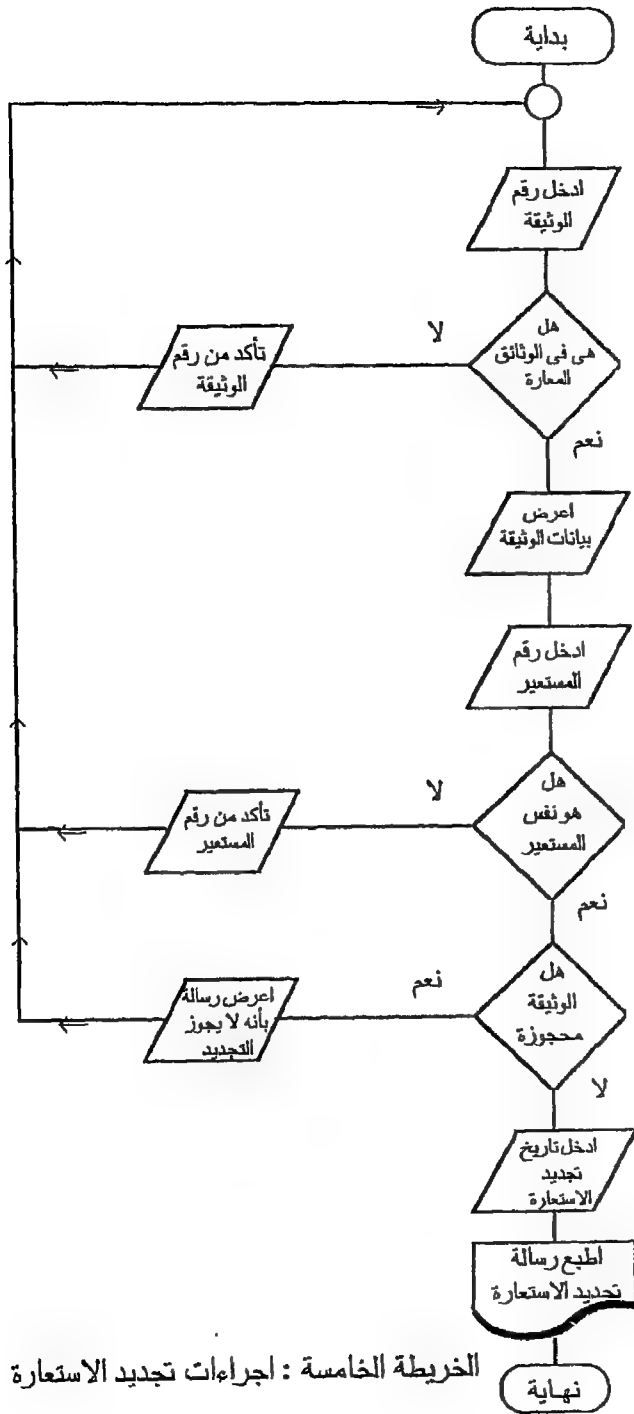 بداية
ادخل رقم
الوثيقة
هل
هى فى الوثائق
المعارة
لا
تأكد من رقم
الوثيقة
نعم
اعرض
بيانات الوثيقة
ادخل رقم
المستعير
هل
هو نفس
المستعير
لا
تأكد من رقم
المستعير
نعم
هل
الوثيقة
محجوزة
نعم
اعرض رسالة
بأنه لا يجوز
التجديد
لا
ادخل تاريخ
تجديد
الاستعارة
اطبع رسالة
تجديد الاستعارة
نهاية
الخريطة الخامسة : اجراءات تجديد الاستعارة